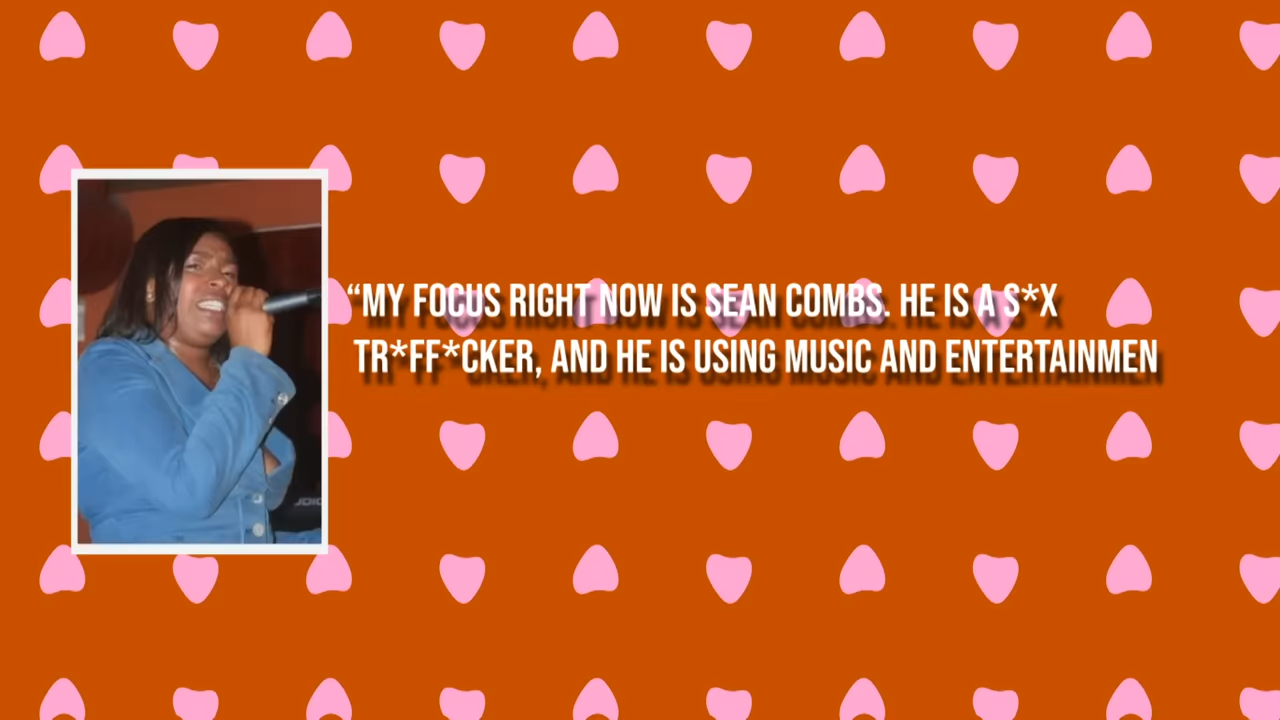 “MY FOCUS RIGHT NOW IS SEAN COMBS. HE IS A S*X
TR*FF*CKER, AND HE IS USING MUSIC AND ENTERTAINMEN